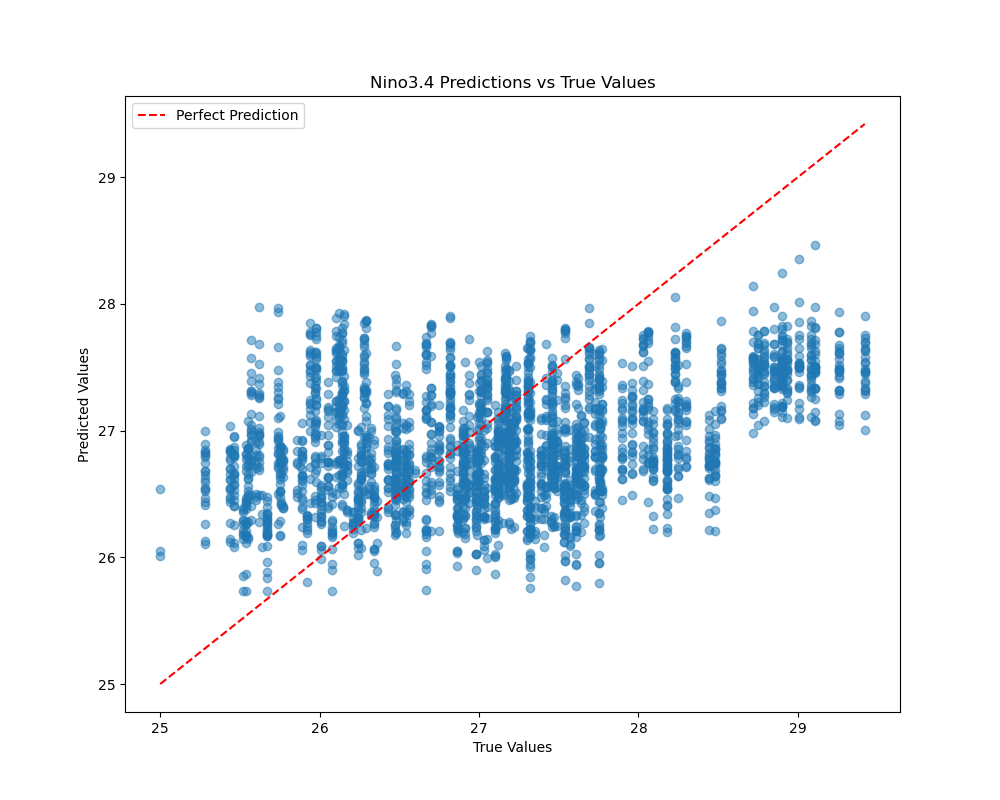 Nino3.4 Predictions vs True Values
Perfect Prediction
Predicted Values
29
28
27
26
25
25 26 27 28 29
True Values